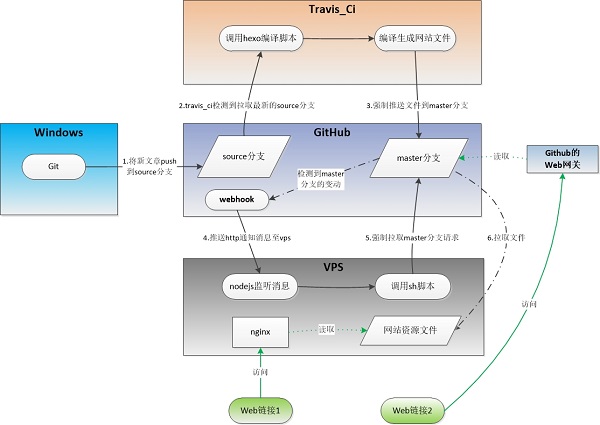 Travis_Ci
调用hexo编译脚本
编译生成网站文件
2.travis_ci检测到拉取最新的source分支
3.强制推送文件到master分支
Windows
GitHub
Git
1.将新文章push
到source分支
source分支
master分支
读取
Github的
Web网关
检测到master
分支的变动
webhook
4.推送http通知消息至vps
5.强制拉取master分支请求
6.拉取文件
VPS
nodejs监听消息
调用sh脚本
访问
nginx
读取
网站资源文件
访问
Web链接1
Web链接2